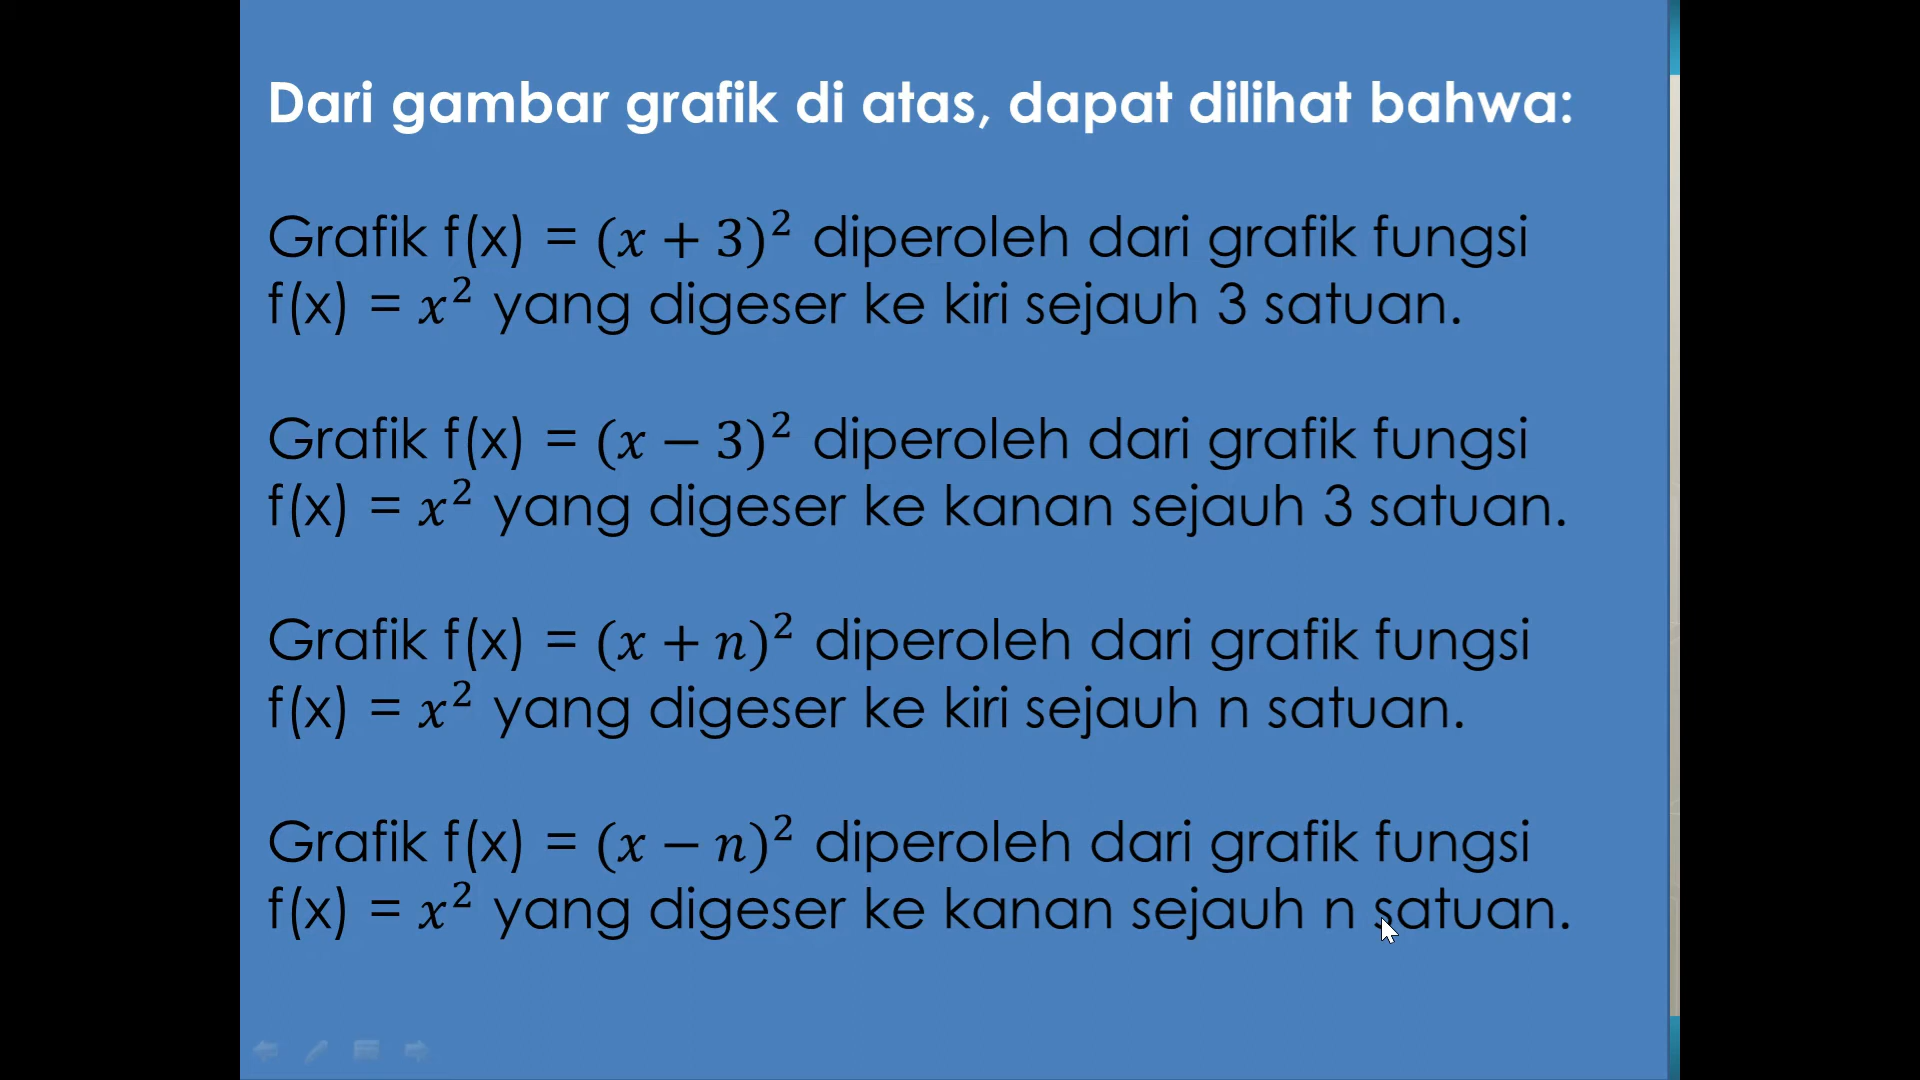 Dari gambar grafik di atas, dapat dilihat bahwa:
Grafik f(x) = (x + 3)² diperoleh dari grafik fungsi
f(x) = x² yang digeser ke kiri sejauh 3 satuan.
Grafik f(x) = (x − 3)² diperoleh dari grafik fungsi
f(x) = x² yang digeser ke kanan sejauh 3 satuan.
Grafik f(x) = (x + n)² diperoleh dari grafik fungsi
f(x) = x² yang digeser ke kiri sejauh n satuan.
Grafik f(x) = (x − n)² diperoleh dari grafik fungsi
f(x) = x² yang digeser ke kanan sejauh n satuan.